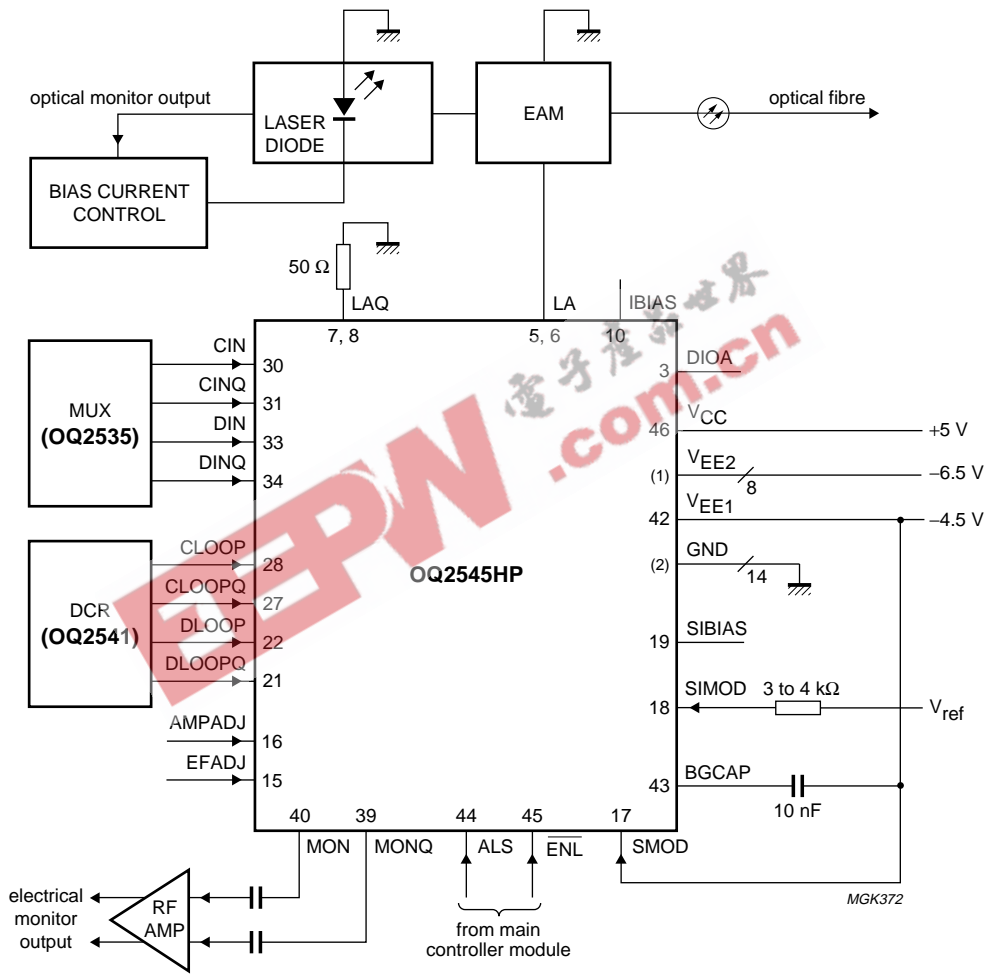 optical monitor output
LASER
DIODE
EAM
optical fibre
BIAS CURRENT
CONTROL
50 Ω
LAQ
LA
IBIAS
7, 8
5, 6
10
MUX
(OQ2535)
CIN
30
CINQ
31
DIN
33
DINQ
34
DCR
(OQ2541)
CLOOP
28
CLOOPQ
27
DLOOP
22
DLOOPQ
21
AMPADJ
16
EFADJ
15
OQ2545HP
3
DIOA
46
VCC
+5 V
(1)
VEE2
8
−6.5 V
42
VEE1
−4.5 V
(2)
GND
14
19
SIBIAS
18
SIMOD
3 to 4 kΩ
Vref
43
BGCAP
10 nF
40
39
44
45
17
MON
MONQ
ALS
ENL
SMOD
electrical
monitor
output
RF
AMP
from main
controller module
MGK372
EEPW
.com.cn
電子產品世界